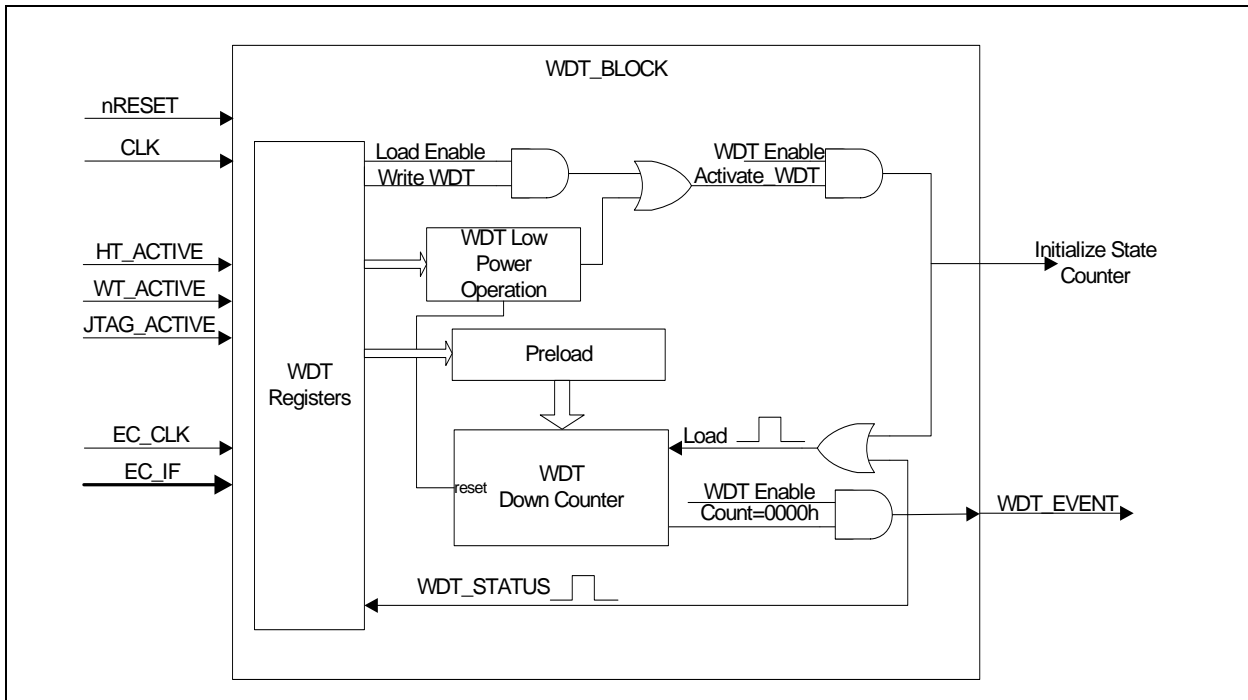 WDT_BLOCK
nRESET
CLK
HT_ACTIVE
WT_ACTIVE
JTAG_ACTIVE
EC_CLK
EC_IF
WDT
Registers
Load Enable
Write WDT
WDT Low
Power
Operation
WDT Enable
Activate_WDT
Initialize State
Counter
Preload
Load
reset
WDT
Down Counter
WDT Enable
Count=0000h
WDT_EVENT
WDT_STATUS